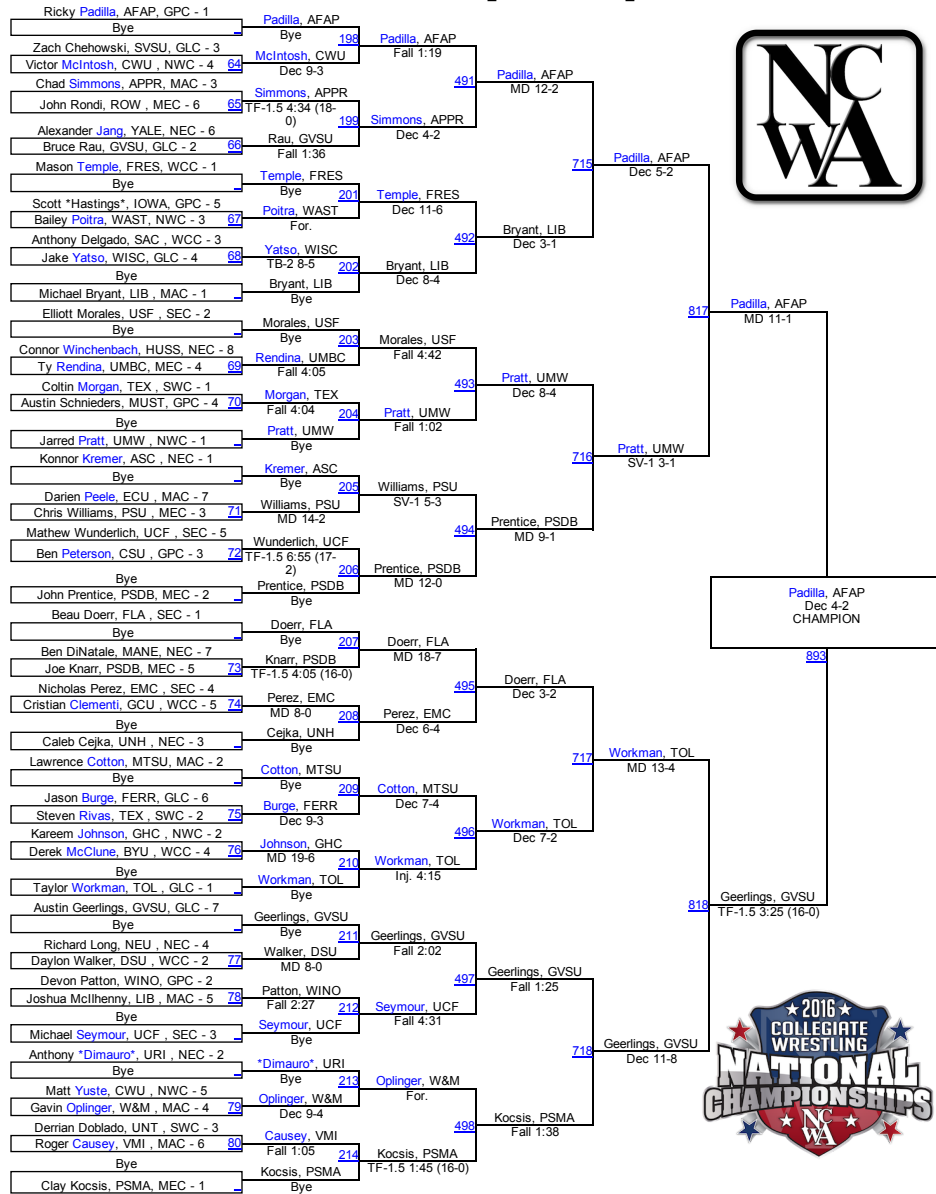 Ricky Padilla, AFAP, GPC - 1
Bye
Zach Chehowski, SVSU, GLC - 3
Victor McIntosh, CWU , NWC - 4 64
Chad Simmons, APPR, MAC - 3
John Rondi, ROW , MEC - 6 65
Alexander Jang, YALE, NEC - 6
Bruce Rau, GVSU, GLC - 2 66
Mason Temple, FRES, WCC - 1
Bye
Scott *Hastings*, IOWA, GPC - 5
Bailey Poitra, WAST, NWC - 3 67
Anthony Delgado, SAC , WCC - 3
Jake Yatso, WISC, GLC - 4 68
Bye
Michael Bryant, LIB , MAC - 1
Elliott Morales, USF , SEC - 2
Bye
Connor Winchenbach, HUSS, NEC - 8
Ty Rendina, UMBC, MEC - 4 69
Coltin Morgan, TEX , SWC - 1
Austin Schnieders, MUST, GPC - 4 70
Bye
Jarred Pratt, UMW , NWC - 1
Konnor Kremer, ASC , NEC - 1
Bye
Darien Peele, ECU , MAC - 7
Chris Williams, PSU , MEC - 3 71
Mathew Wunderlich, UCF , SEC - 5
Ben Peterson, CSU , GPC - 3 72
Bye
John Prentice, PSDB, MEC - 2
Beau Doerr, FLA , SEC - 1
Bye
Ben DiNatale, MANE, NEC - 7
Joe Knarr, PSDB, MEC - 5 73
Nicholas Perez, EMC , SEC - 4
Cristian Clementi, GCU , WCC - 5 74
Bye
Caleb Cejka, UNH , NEC - 3
Lawrence Cotton, MTSU, MAC - 2
Bye
Jason Burge, FERR, GLC - 6
Steven Rivas, TEX , SWC - 2 75
Kareem Johnson, GHC , NWC - 2
Derek McClune, BYU , WCC - 4 76
Bye
Taylor Workman, TOL , GLC - 1
Austin Geerlings, GVSU, GLC - 7
Bye
Richard Long, NEU , NEC - 4
Daylon Walker, DSU , WCC - 2 77
Devon Patton, WINO, GPC - 2
Joshua McIlhenny, LIB , MAC - 5 78
Bye
Michael Seymour, UCF , SEC - 3
Anthony *Dimauro*, URI , NEC - 2
Bye
Matt Yuste, CWU , NWC - 5
Gavin Oplinger, W&M , MAC - 4 79
Derrian Doblado, UNT , SWC - 3
Roger Causey, VMI , MAC - 6 80
Bye
Clay Kocsis, PSMA, MEC - 1
Padilla, AFAP
Bye
198
McIntosh, CWU
Dec 9-3
Simmons, APPR
TF-1.5 4:34 (18-
0)
199
Rau, GVSU
Fall 1:36
Temple, FRES
Bye
201
Poitra, WAST
For.
Yatso, WISC
TB-2 8-5
202
Bryant, LIB
Bye
Morales, USF
Bye
203
Rendina, UMBC
Fall 4:05
Morgan, TEX
Fall 4:04
204
Pratt, UMW
Bye
Kremer, ASC
Bye
205
Williams, PSU
MD 14-2
Wunderlich, UCF
TF-1.5 6:55 (17-
2)
206
Prentice, PSDB
Bye
Doerr, FLA
Bye
207
Knarr, PSDB
TF-1.5 4:05 (16-0)
Perez, EMC
MD 8-0
208
Cejka, UNH
Bye
Cotton, MTSU
Bye
209
Burge, FERR
Dec 9-3
Johnson, GHC
MD 19-6
210
Workman, TOL
Bye
Geerlings, GVSU
Bye
211
Walker, DSU
MD 8-0
Patton, WINO
Fall 2:27
212
Seymour, UCF
Bye
*Dimauro*, URI
Bye
213
Oplinger, W&M
Dec 9-4
Causey, VMI
Fall 1:05
214
Kocsis, PSMA
Bye
Padilla, AFAP
Fall 1:19
491
Simmons, APPR
Dec 4-2
Temple, FRES
Dec 11-6
492
Bryant, LIB
Dec 8-4
Morales, USF
Fall 4:42
493
Pratt, UMW
Fall 1:02
Williams, PSU
SV-1 5-3
494
Prentice, PSDB
MD 12-0
Doerr, FLA
MD 18-7
495
Perez, EMC
Dec 6-4
Cotton, MTSU
Dec 7-4
496
Workman, TOL
Inj. 4:15
Geerlings, GVSU
Fall 2:02
497
Seymour, UCF
Fall 4:31
Oplinger, W&M
For.
498
Kocsis, PSMA
TF-1.5 1:45 (16-0)
Padilla, AFAP
MD 12-2
715
Bryant, LIB
Dec 3-1
Pratt, UMW
Dec 8-4
716
Prentice, PSDB
MD 9-1
Doerr, FLA
Dec 3-2
717
Workman, TOL
Dec 7-2
Geerlings, GVSU
Fall 1:25
718
Kocsis, PSMA
Fall 1:38
Padilla, AFAP
Dec 5-2
817
Pratt, UMW
SV-1 3-1
Workman, TOL
MD 13-4
818
Geerlings, GVSU
Dec 11-8
Padilla, AFAP
MD 11-1
Geerlings, GVSU
TF-1.5 3:25 (16-0)
Padilla, AFAP
Dec 4-2
CHAMPION
893
NCWA
2016
COLLEGIATE
WRESTLING
NATIONAL
CHAMPIONSHIPS
NCWA